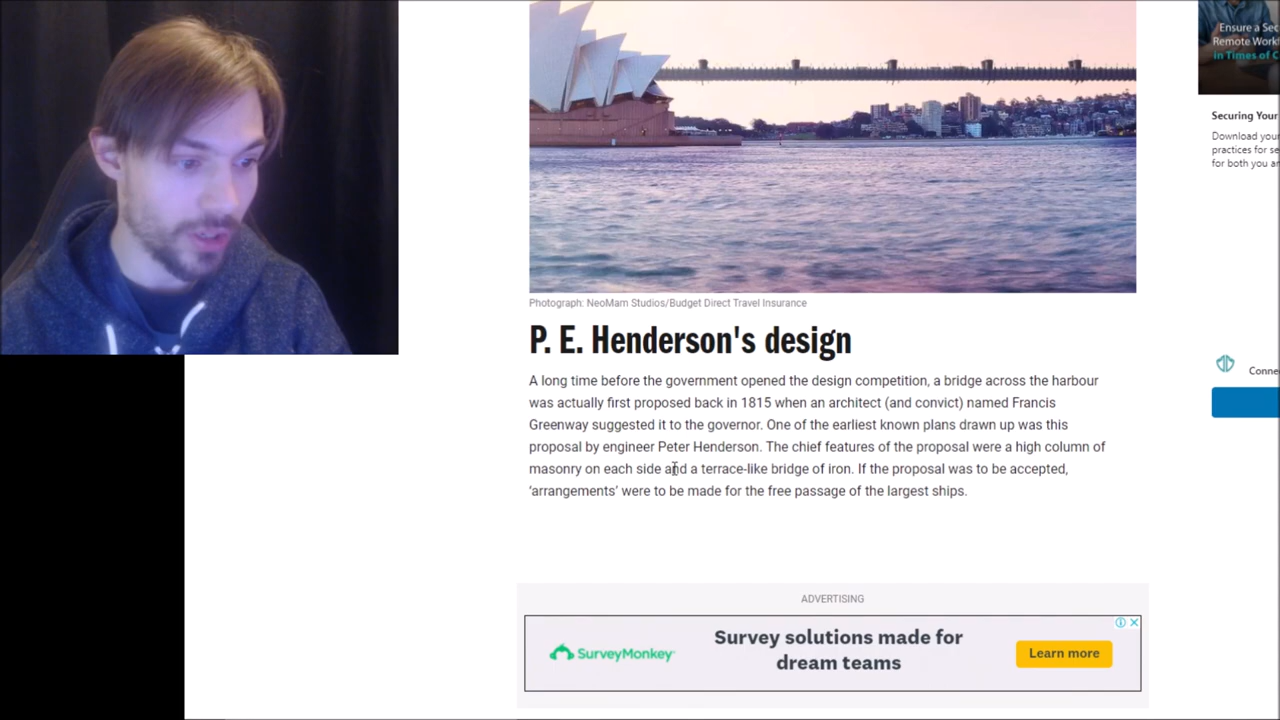 Ensure a Sec
Remote Work
in Times of C
Securing Your
Download your
practices for se
for both you an
Photograph: NeoMam Studios/Budget Direct Travel Insurance
P. E. Henderson's design
A long time before the government opened the design competition, a bridge across the harbour
was actually first proposed back in 1815 when an architect (and convict) named Francis
Greenway suggested it to the governor. One of the earliest known plans drawn up was this
proposal by engineer Peter Henderson. The chief features of the proposal were a high column of
masonry on each side and a terrace-like bridge of iron. If the proposal was to be accepted,
‘arrangements’ were to be made for the free passage of the largest ships.
Conne
ADVERTISING
SurveyMonkey
Survey solutions made for
dream teams
Learn more